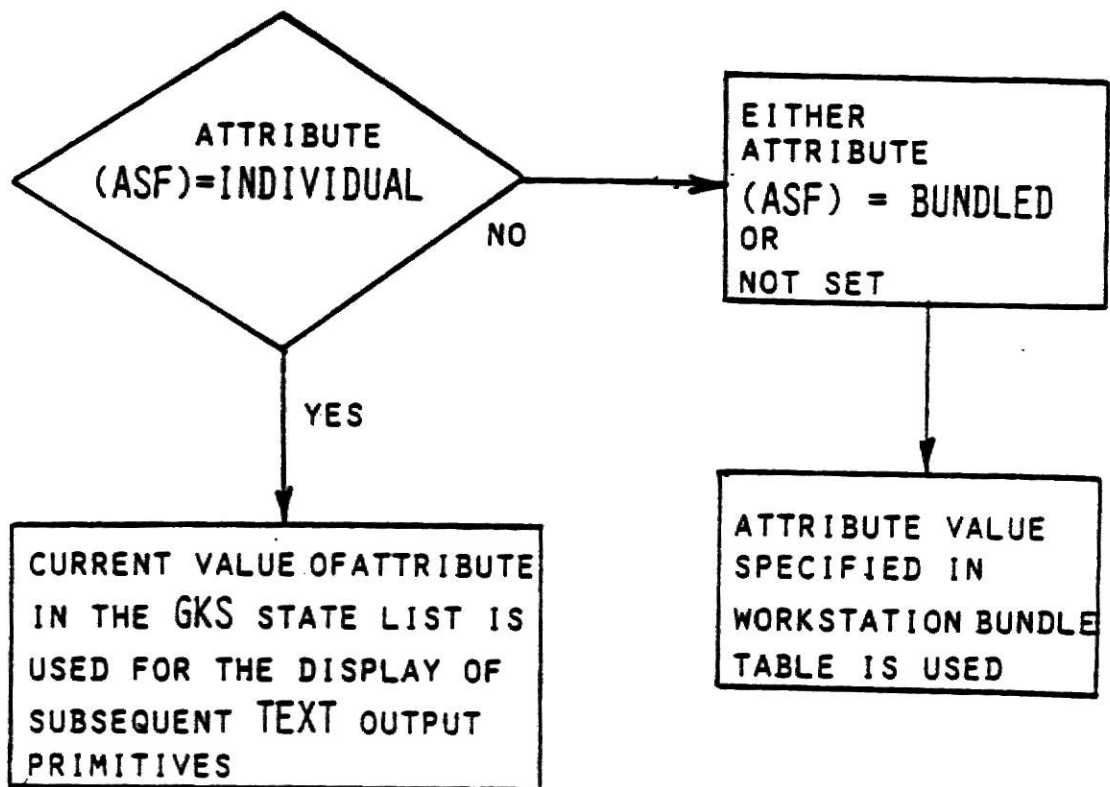 ATTRIBUTE
(ASF)=INDIVIDUAL
NO
YES
EITHER
ATTRIBUTE
(ASF) = BUNDLED
OR
NOT SET
CURRENT VALUE OF ATTRIBUTE
IN THE GKS STATE LIST IS
USED FOR THE DISPLAY OF
SUBSEQUENT TEXT OUTPUT
PRIMITIVES
ATTRIBUTE VALUE
SPECIFIED IN
WORKSTATION BUNDLE
TABLE IS USED